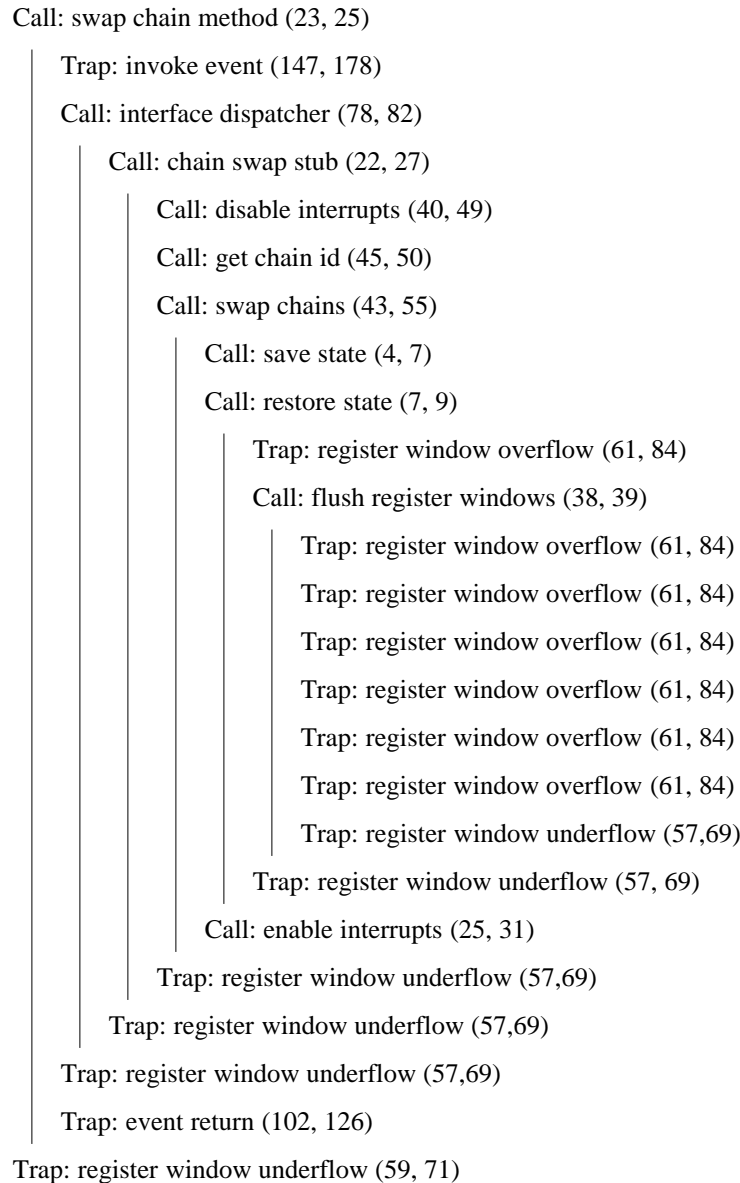 Call: swap chain method (23, 25)
Trap: invoke event (147, 178)
Call: interface dispatcher (78, 82)
Call: chain swap stub (22, 27)
Call: disable interrupts (40, 49)
Call: get chain id (45, 50)
Call: swap chains (43, 55)
Call: save state (4, 7)
Call: restore state (7, 9)
Trap: register window overflow (61, 84)
Call: flush register windows (38, 39)
Trap: register window overflow (61, 84)
Trap: register window overflow (61, 84)
Trap: register window overflow (61, 84)
Trap: register window overflow (61, 84)
Trap: register window overflow (61, 84)
Trap: register window overflow (61, 84)
Trap: register window underflow (57,69)
Trap: register window underflow (57, 69)
Call: enable interrupts (25, 31)
Trap: register window underflow (57,69)
Trap: register window underflow (57,69)
Trap: register window underflow (57,69)
Trap: event return (102, 126)
Trap: register window underflow (59, 71)